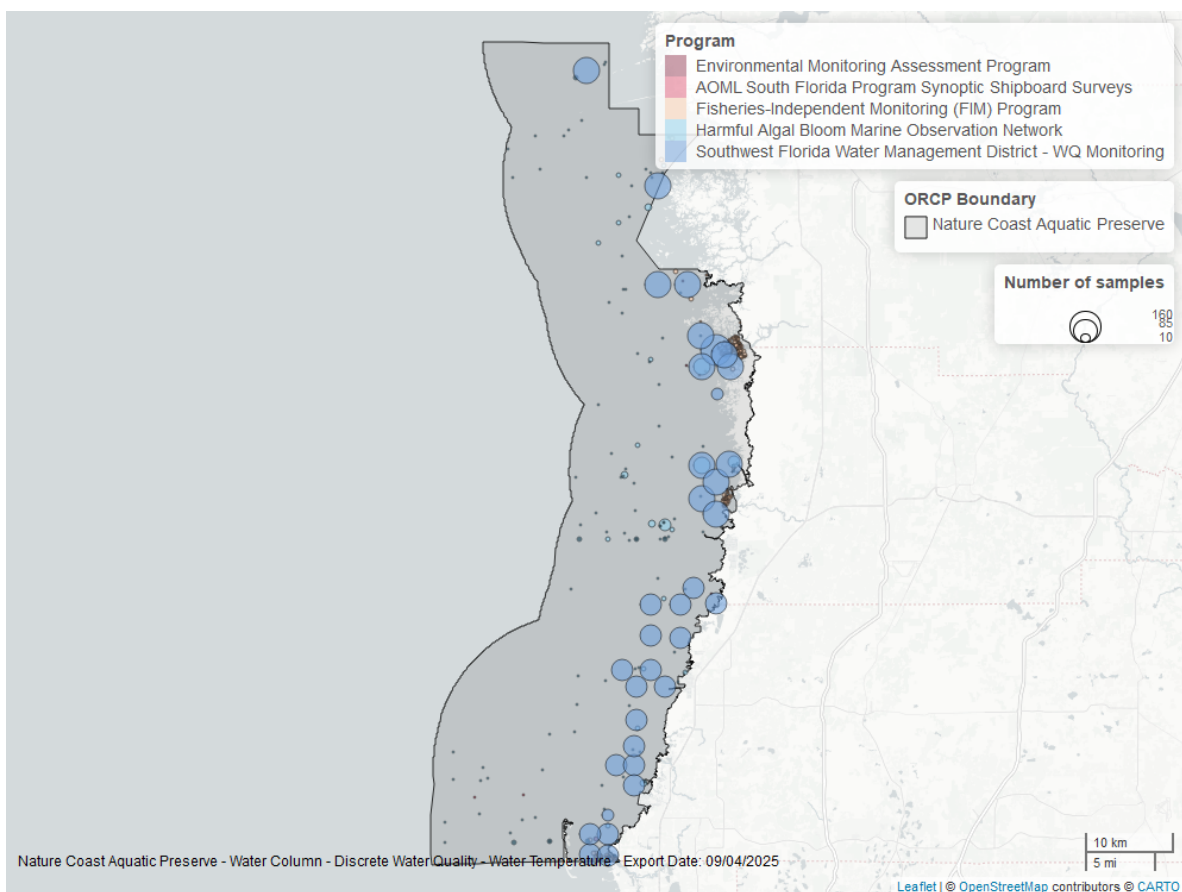 Program
Environmental Monitoring Assessment Program
AOML South Florida Program Synoptic Shipboard Surveys
Fisheries-Independent Monitoring (FIM) Program
Harmful Algal Bloom Marine Observation Network
Southwest Florida Water Management District - WQ Monitoring
ORCP Boundary
Nature Coast Aquatic Preserve
Number of samples
160
85
10
10 km
5 mi
Nature Coast Aquatic Preserve - Water Column - Discrete Water Quality - Water Temperature - Export Date: 09/04/2025
Leaflet | © OpenStreetMap contributors © CARTO